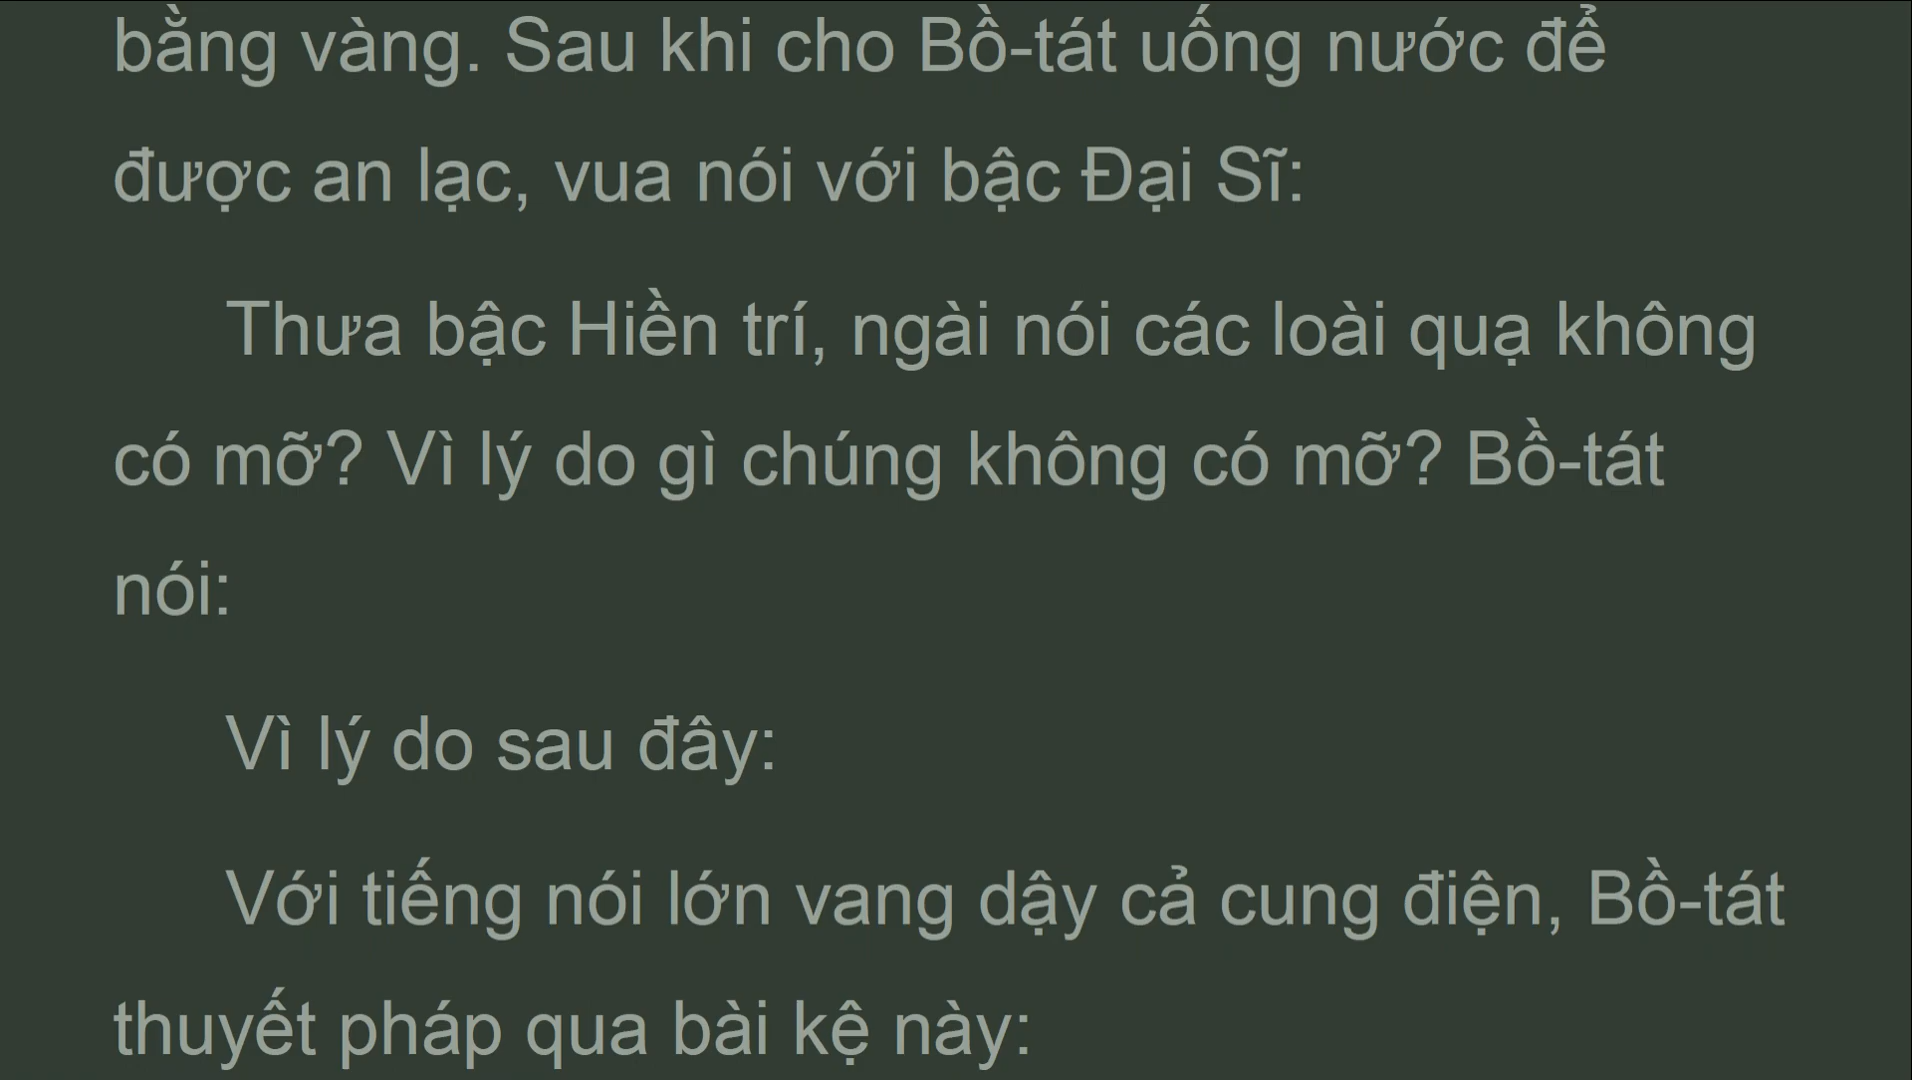 bằng vàng. Sau khi cho Bồ-tát uống nước để
được an lạc, vua nói với bậc Đại Sĩ:
Thưa bậc Hiền trí, ngài nói các loài quạ không
có mỡ? Vì lý do gì chúng không có mỡ? Bồ-tát
nói:
Vì lý do sau đây:
Với tiếng nói lớn vang dậy cả cung điện, Bồ-tát
thuyết pháp qua bài kệ này: